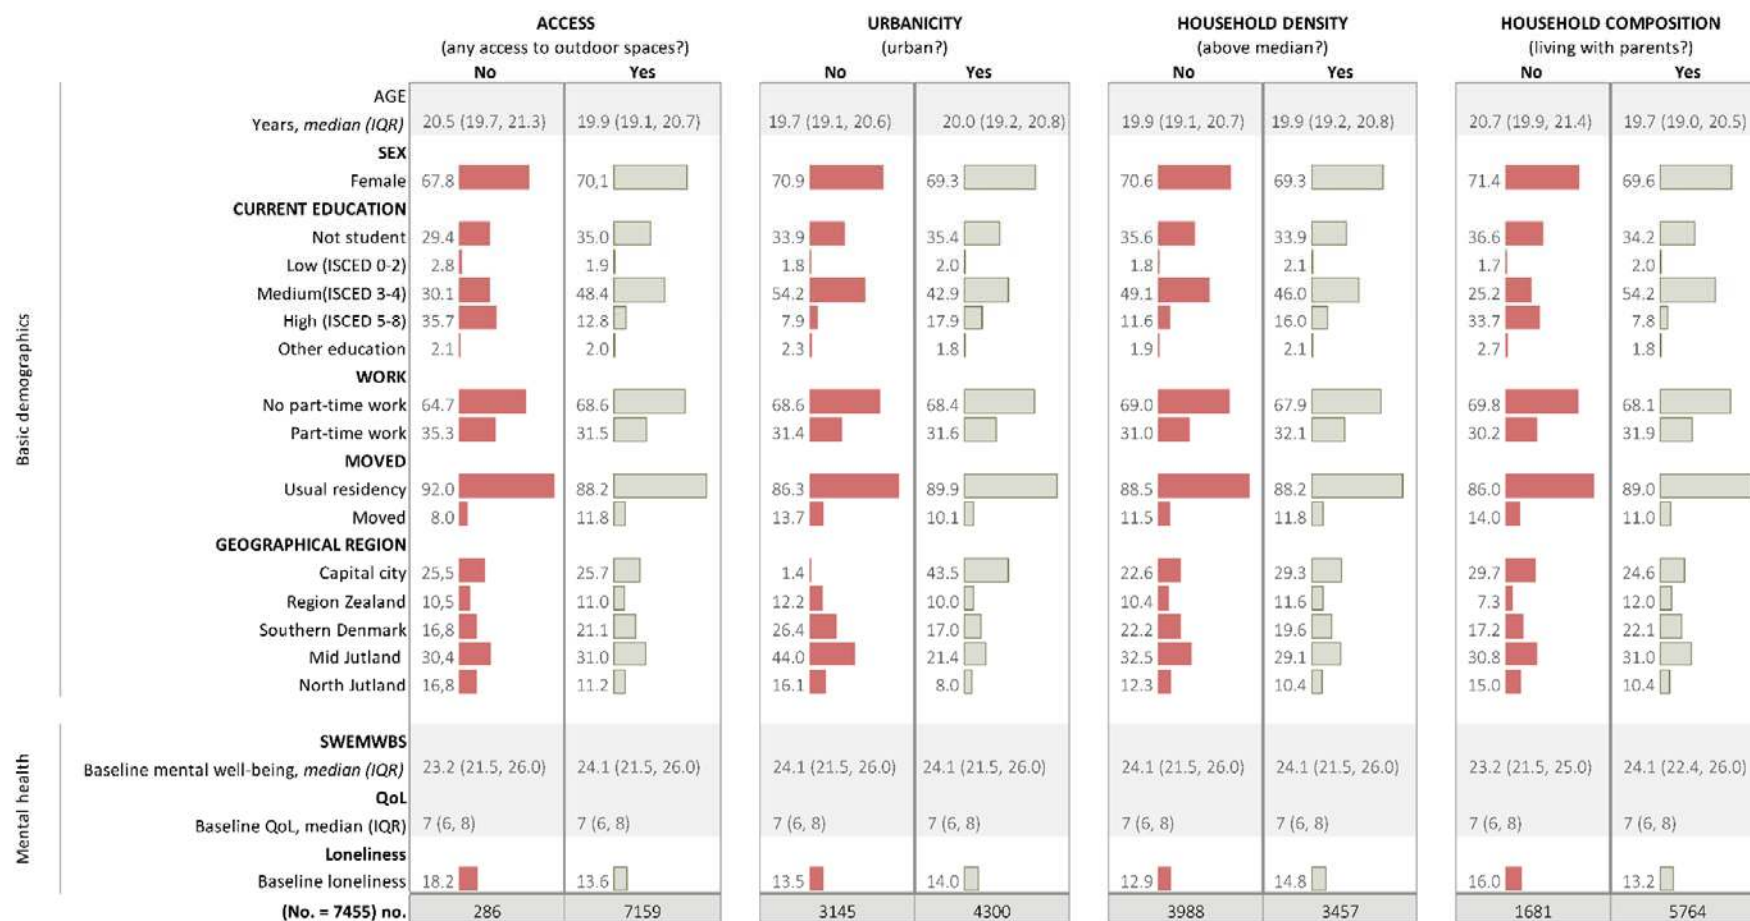 ACCESS URBANICITY HOUSEHOLD DENSITY HOUSEHOLD COMPOSITION
(any access to outdoor spaces?) (urban?) (above median?) (living with parents?)
No Yes No Yes No Yes No Yes
Basic demographics
AGE
Years, median (IQR) 20.5 (19.7, 21.3) 19.9 (19.1, 20.7) 19.7 (19.1, 20.6) 20.0 (19.2, 20.8) 19.9 (19.1, 20.7) 19.9 (19.2, 20.8) 20.7 (19.9, 21.4) 19.7 (19.0, 20.5)
SEX
Female 67.8 70,1 70.9 69.3 70.6 69.3 71.4 69.6
CURRENT EDUCATION
Not student 29.4 35.0 33.9 35.4 35.6 33.9 36.6 34.2
Low (ISCED 0-2) 2.8 1.9 1.8 2.0 1.8 2.1 1.7 2.0
Medium(ISCED 3-4) 30.1 48.4 54.2 42.9 49.1 46.0 25.2 54.2
High (ISCED 5-8) 35.7 12.8 7.9 17.9 11.6 16.0 33.7 7.8
Other education 2.1 2.0 2.3 1.8 1.9 2.1 2.7 1.8
WORK
No part-time work 64.7 68.6 68.6 68.4 69.0 67.9 69.8 68.1
Part-time work 35.3 31.5 31.4 31.6 31.0 32.1 30.2 31.9
MOVED
Usual residency 92.0 88.2 86.3 89.9 88.5 88.2 86.0 89.0
Moved 8.0 11.8 13.7 10.1 11.5 11.8 14.0 11.0
GEOGRAPHICAL REGION
Capital city 25,5 25.7 1.4 43.5 22.6 29.3 29.7 24.6
Region Zealand 10,5 11.0 12.2 10.0 10.4 11.6 7.3 12.0
Southern Denmark 16,8 21.1 26.4 17.0 22.2 19.6 17.2 22.1
Mid Jutland 30,4 31.0 44.0 21.4 32.5 29.1 30.8 31.0
North Jutland 16,8 11.2 16.1 8.0 12.3 10.4 15.0 10.4
Mental health
SWEMWBS
Baseline mental well-being, median (IQR) 23.2 (21.5, 26.0) 24.1 (21.5, 26.0) 24.1 (21.5, 26.0) 24.1 (21.5, 26.0) 24.1 (21.5, 26.0) 24.1 (21.5, 26.0) 23.2 (21.5, 25.0) 24.1 (22.4, 26.0)
QoL
Baseline QoL, median (IQR) 7 (6, 8) 7 (6, 8) 7 (6, 8) 7 (6, 8) 7 (6, 8) 7 (6, 8) 7 (6, 8) 7 (6, 8)
Loneliness
Baseline loneliness 18.2 13.6 13.5 14.0 12.9 14.8 16.0 13.2
(No. = 7455) no. 286 7159 3145 4300 3988 3457 1681 5764